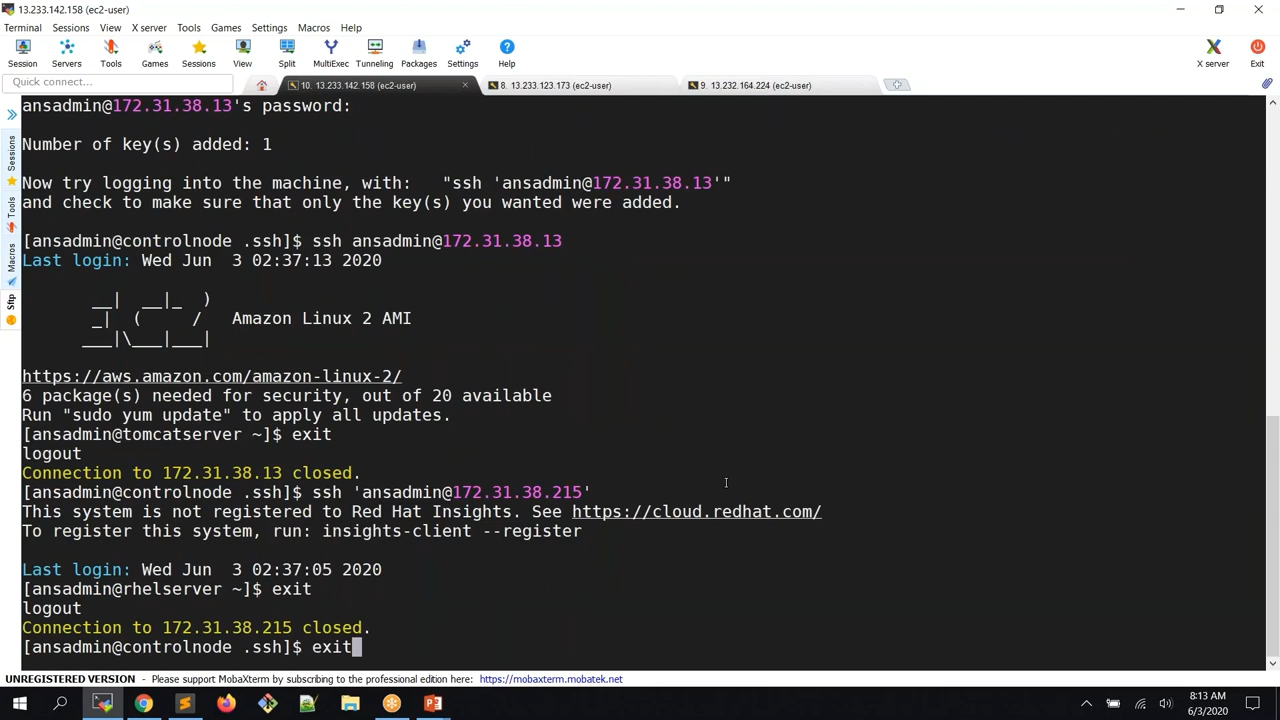 13.233.142.158 (ec2-user)
Terminal Sessions View X server Tools Games Settings Macros Help
Session Servers Tools Games Sessions View Split MultiExec Tunneling Packages Settings Help X server Exit
Quick connect...
10. 13.233.142.158 (ec2-user)
8. 13.233.123.173 (ec2-user)
9. 13.232.164.224 (ec2-user)
Sessions
Tools
Macros
Sftp
ansadmin@172.31.38.13's password:
Number of key(s) added: 1
Now try logging into the machine, with:   "ssh 'ansadmin@172.31.38.13'"
and check to make sure that only the key(s) you wanted were added.
[ansadmin@controlnode .ssh]$ ssh ansadmin@172.31.38.13
Last login: Wed Jun  3 02:37:13 2020
__|  __|_  )
_|  (     /   Amazon Linux 2 AMI
___|\___|___|
https://aws.amazon.com/amazon-linux-2/
6 package(s) needed for security, out of 20 available
Run "sudo yum update" to apply all updates.
[ansadmin@tomcatserver ~]$ exit
logout
Connection to 172.31.38.13 closed.
[ansadmin@controlnode .ssh]$ ssh 'ansadmin@172.31.38.215'
This system is not registered to Red Hat Insights. See https://cloud.redhat.com/
To register this system, run: insights-client --register
Last login: Wed Jun  3 02:37:05 2020
[ansadmin@rhelserver ~]$ exit
logout
Connection to 172.31.38.215 closed.
[ansadmin@controlnode .ssh]$ exit
UNREGISTERED VERSION - Please support MobaXterm by subscribing to the professional edition here: https://mobaxterm.mobatek.net
8:13 AM
6/3/2020